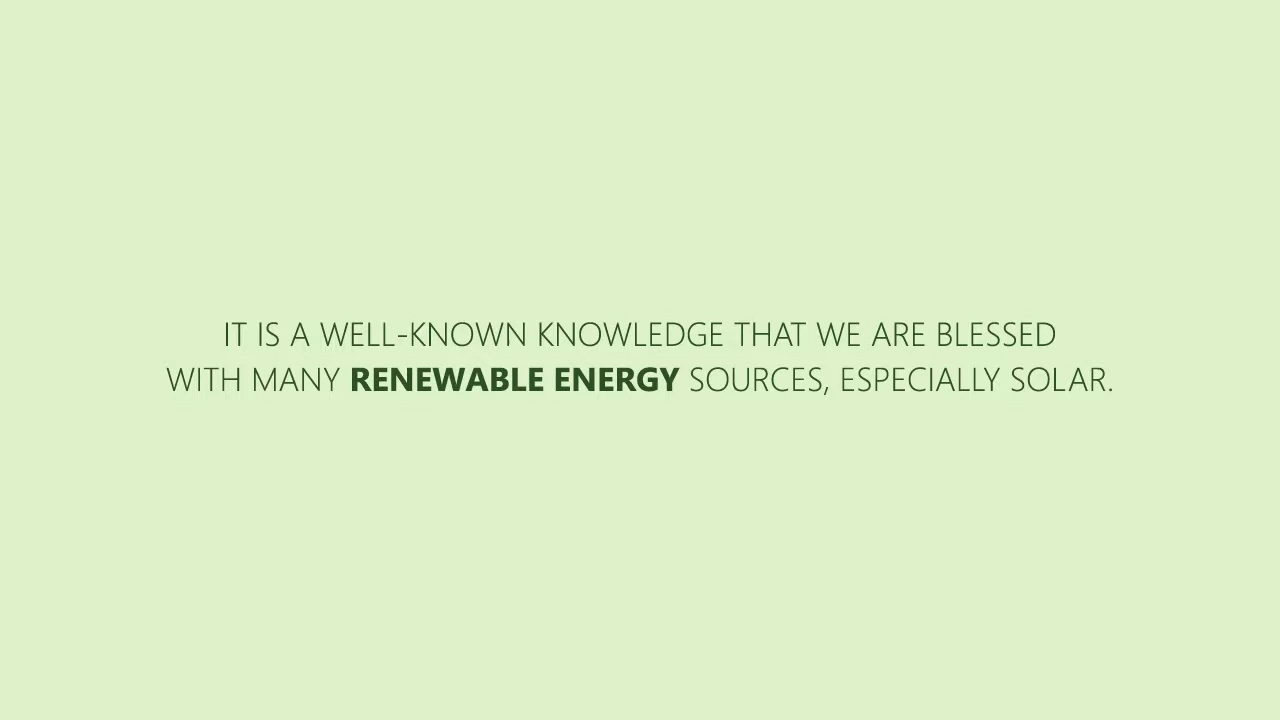 IT IS A WELL-KNOWN KNOWLEDGE THAT WE ARE BLESSED
WITH MANY RENEWABLE ENERGY SOURCES, ESPECIALLY SOLAR.